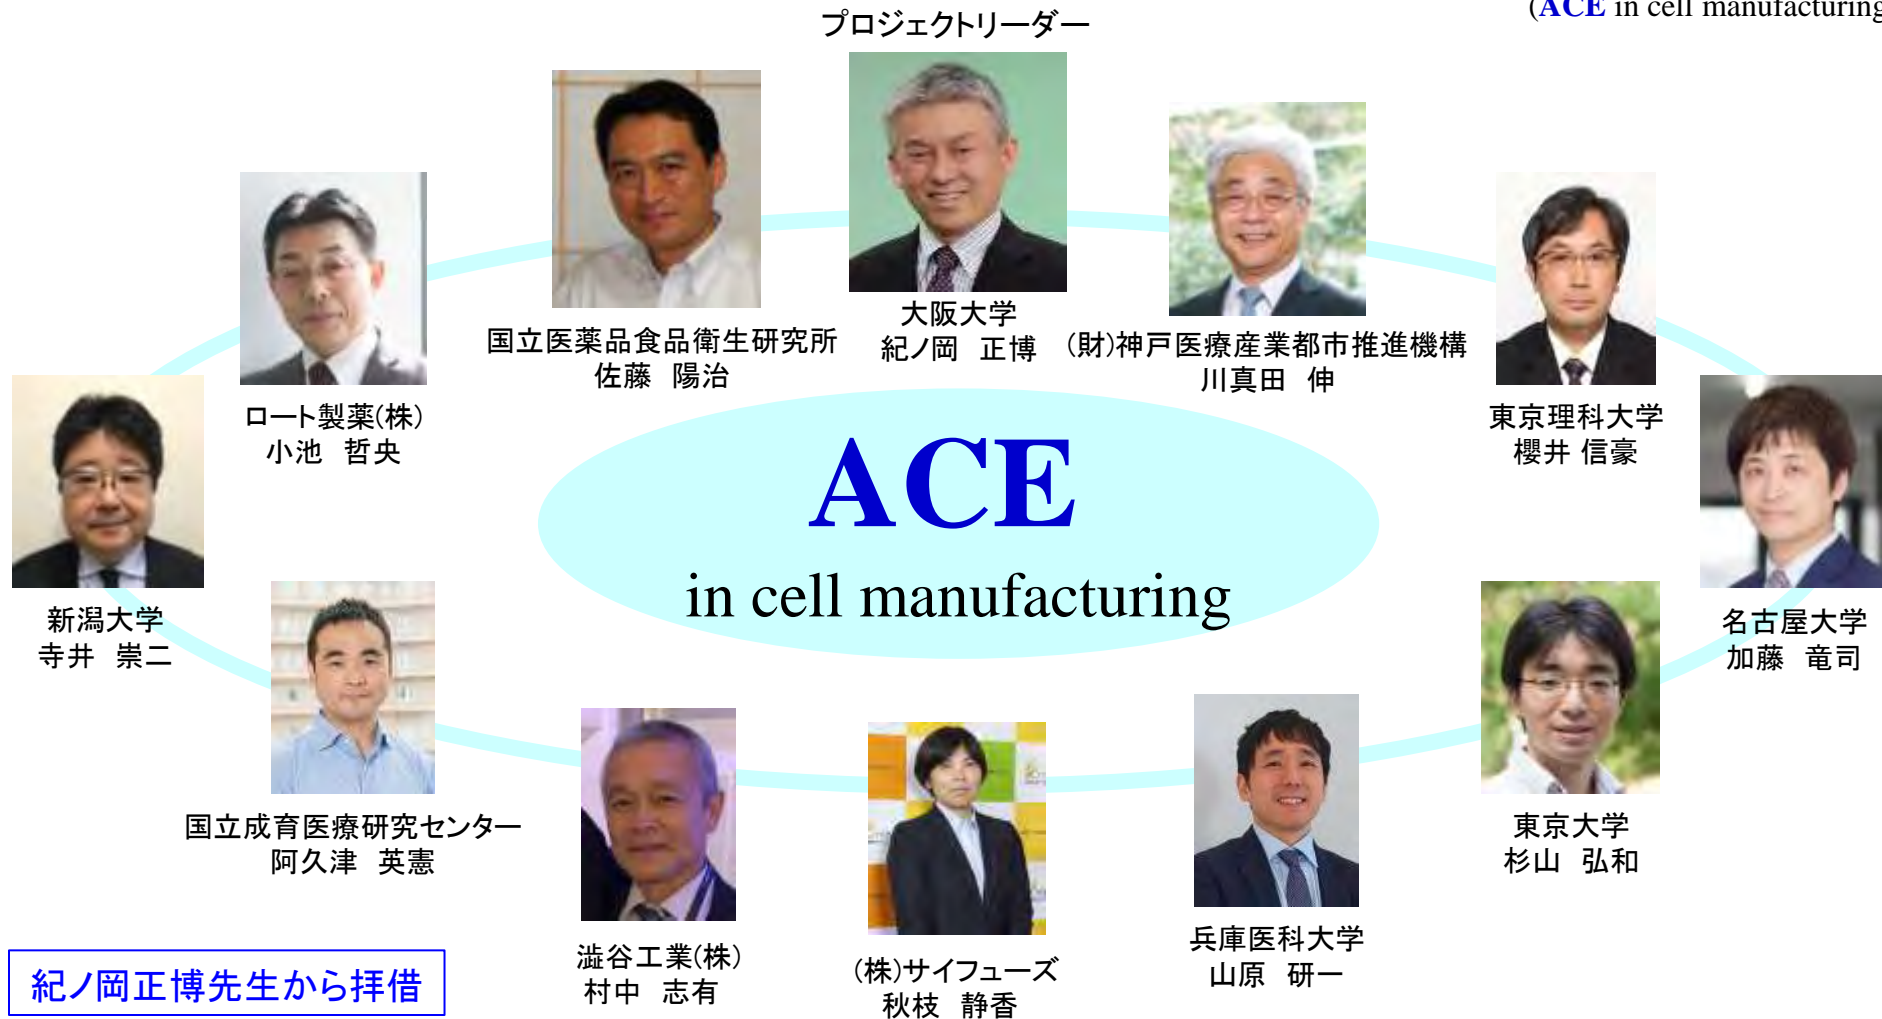 プロジェクトリーダー
(ACE in cell manufacturing
大阪大学
紀ノ岡 正博
国立医薬品食品衛生研究所
佐藤 陽治
(財)神戸医療産業都市推進機構
川真田 伸
ロート製薬(株)
小池 哲央
東京理科大学
櫻井 信豪
ACE
in cell manufacturing
新潟大学
寺井 崇二
名古屋大学
加藤 竜司
国立成育医療研究センター
阿久津 英憲
東京大学
杉山 弘和
澁谷工業(株)
村中 志有
(株)サイフューズ
秋枝 静香
兵庫医科大学
山原 研一
紀ノ岡正博先生から拝借